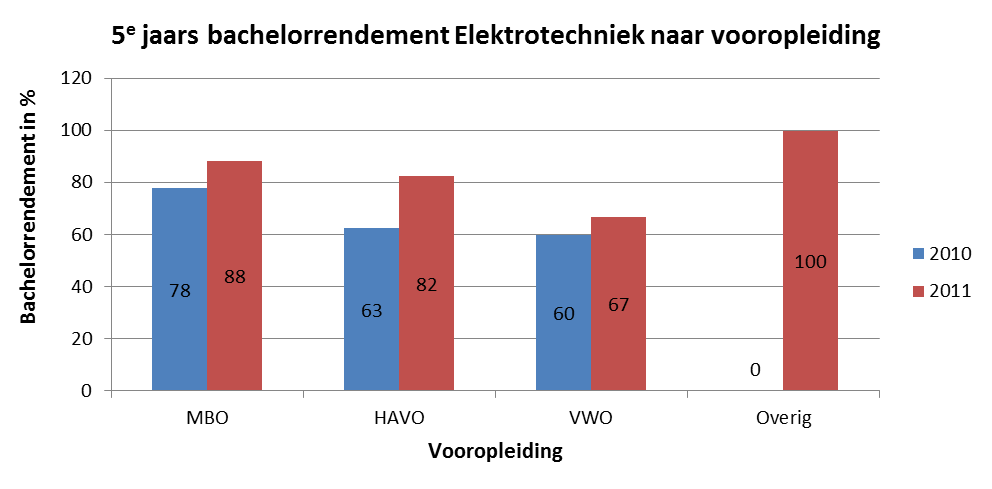 5e jaars bachelorrendement Elektrotechniek naar vooropleiding
Bachelorrendement in %
120
100
80
60
40
20
0
78
88
63
82
60
67
0
100
MBO
HAVO
VWO
Overig
Vooropleiding
2010
2011